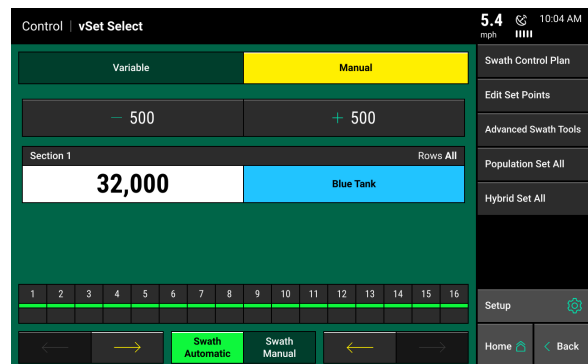 Control | vSet Select
5.4 mph
10:04 AM
Variable
Manual
Swath Control Plan
Edit Set Points
− 500
+ 500
Advanced Swath Tools
Section 1
Rows All
Population Set All
32,000
Blue Tank
Hybrid Set All
1 2 3 4 5 6 7 8 9 10 11 12 13 14 15 16
Setup
Swath
Automatic
Swath
Manual
Home
Back